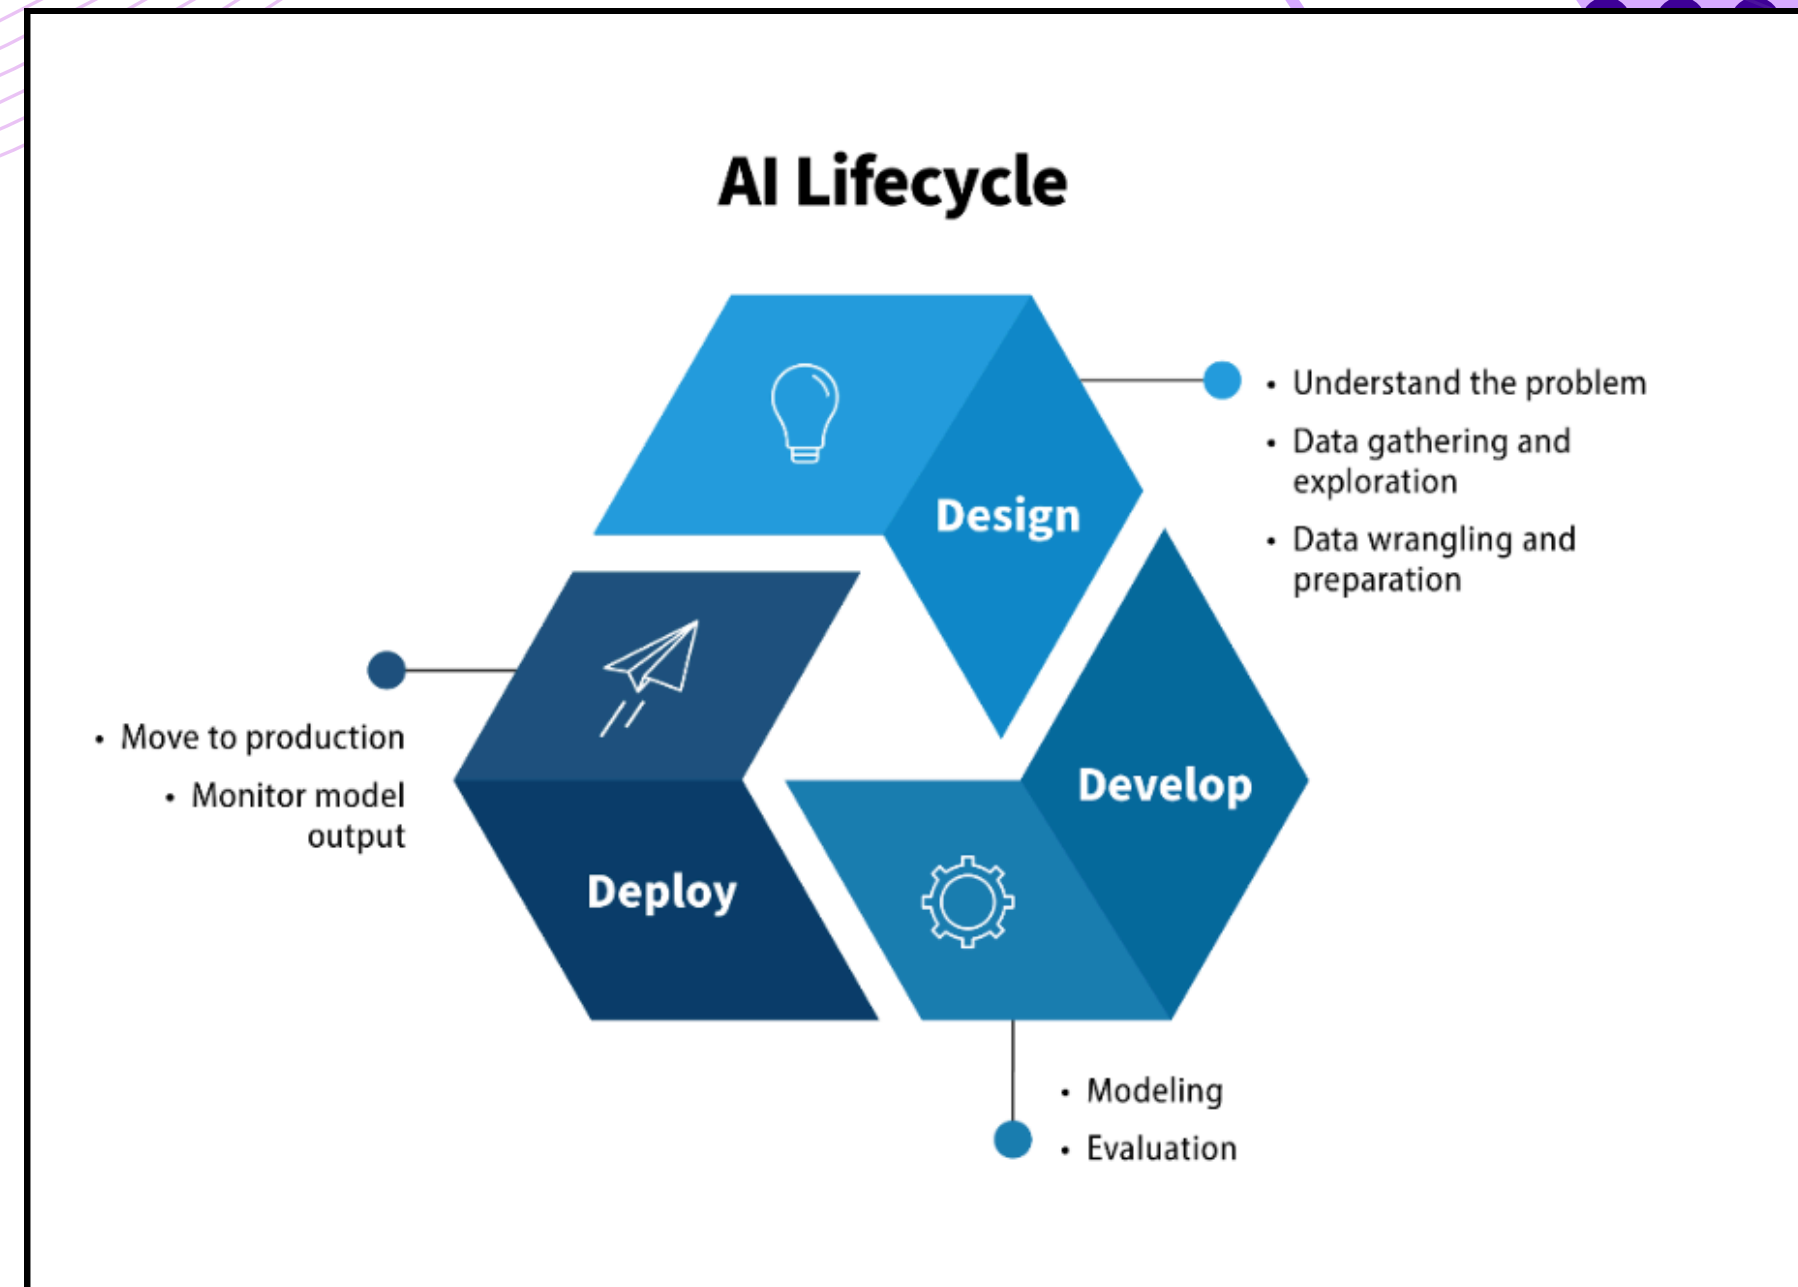 AI Lifecycle
Design
• Understand the problem
• Data gathering and
exploration
• Data wrangling and
preparation
Develop
• Modeling
• Evaluation
Deploy
• Move to production
• Monitor model
output